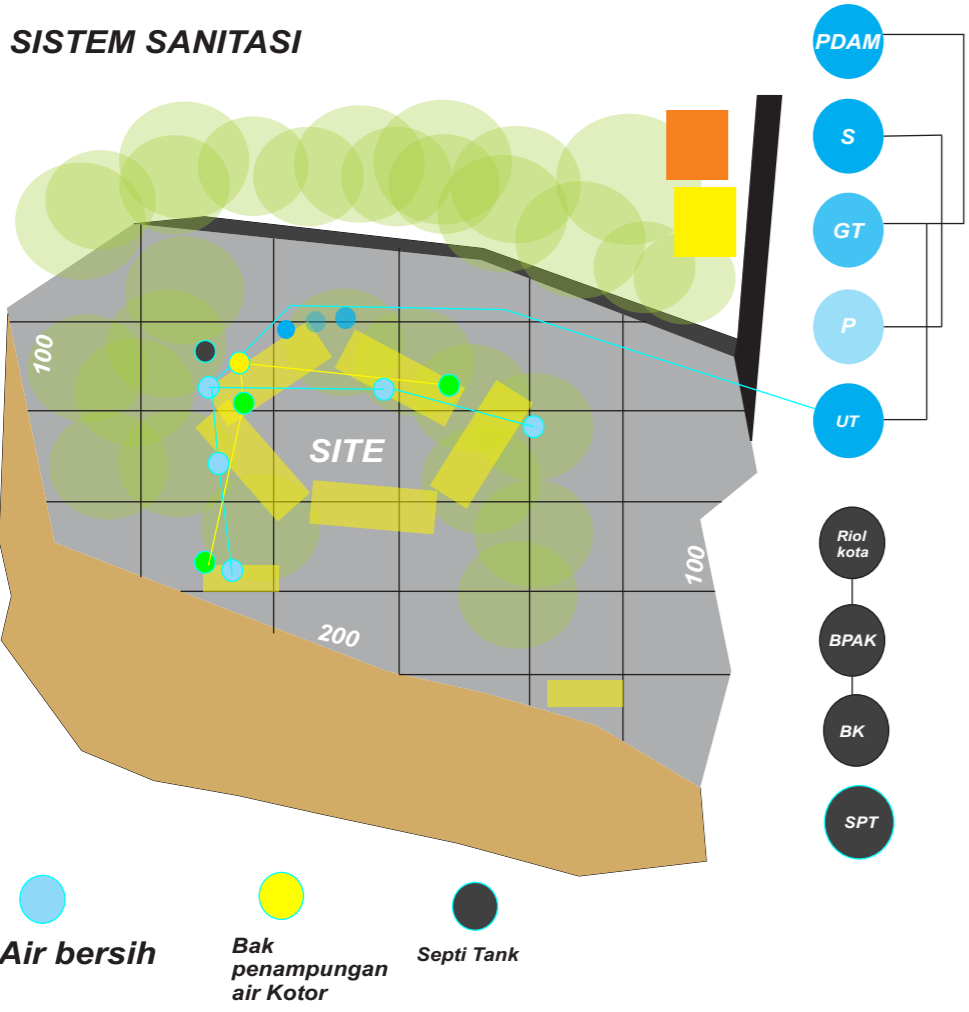 SISTEM SANITASI
PDAM
S
GT
P
UT
100
SITE
100
200
Riol
kota
BPAK
BK
SPT
Air bersih
Bak
penampungan
air Kotor
Septi Tank